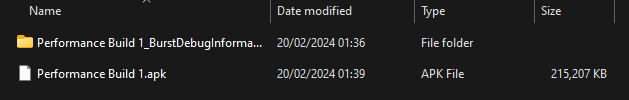 Name Date modified Type Size
Performance Build 1_BurstDebugInforma... 20/02/2024 01:36 File folder
Performance Build 1.apk 20/02/2024 01:39 APK File 215,207 KB